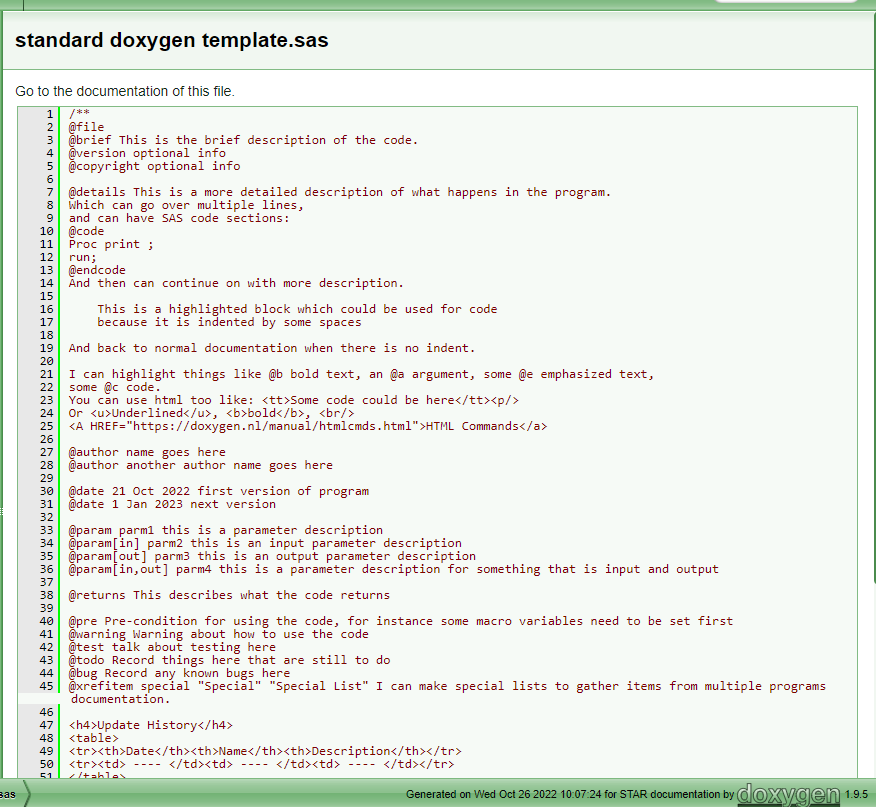 standard doxygen template.sas
Go to the documentation of this file.
1 /**
2 @file
3 @brief This is the brief description of the code.
4 @version optional info
5 @copyright optional info
6
7 @details This is a more detailed description of what happens in the program.
8 Which can go over multiple lines,
9 and can have SAS code sections:
10 @code
11 Proc print ;
12 run;
13 @endcode
14 And then can continue on with more description.
15
16     This is a highlighted block which could be used for code
17     because it is indented by some spaces
18
19 And back to normal documentation when there is no indent.
20
21 I can highlight things like @b bold text, an @a argument, some @e emphasized text,
22 some @c code.
23 You can use html too like: <tt>Some code could be here</tt><p/>
24 Or <u>Underlined</u>, <b>bold</b>, <br/>
25 <A HREF="https://doxygen.nl/manual/htmlcmds.html">HTML Commands</a>
26
27 @author name goes here
28 @author another author name goes here
29
30 @date 21 Oct 2022 first version of program
31 @date 1 Jan 2023 next version
32
33 @param parm1 this is a parameter description
34 @param[in] parm2 this is an input parameter description
35 @param[out] parm3 this is an output parameter description
36 @param[in,out] parm4 this is a parameter description for something that is input and output
37
38 @returns This describes what the code returns
39
40 @pre Pre-condition for using the code, for instance some macro variables need to be set first
41 @warning Warning about how to use the code
42 @test talk about testing here
43 @todo Record things here that are still to do
44 @bug Record any known bugs here
45 @xrefitem special "Special" "Special List" I can make special lists to gather items from multiple programs
documentation.
46
47 <h4>Update History</h4>
48 <table>
49 <tr><th>Date</th><th>Name</th><th>Description</th></tr>
50 <tr><td> ---- </td><td> ---- </td><td> ---- </td></tr>
51 </table>
sas Generated on Wed Oct 26 2022 10:07:24 for STAR documentation by doxygen 1.9.5